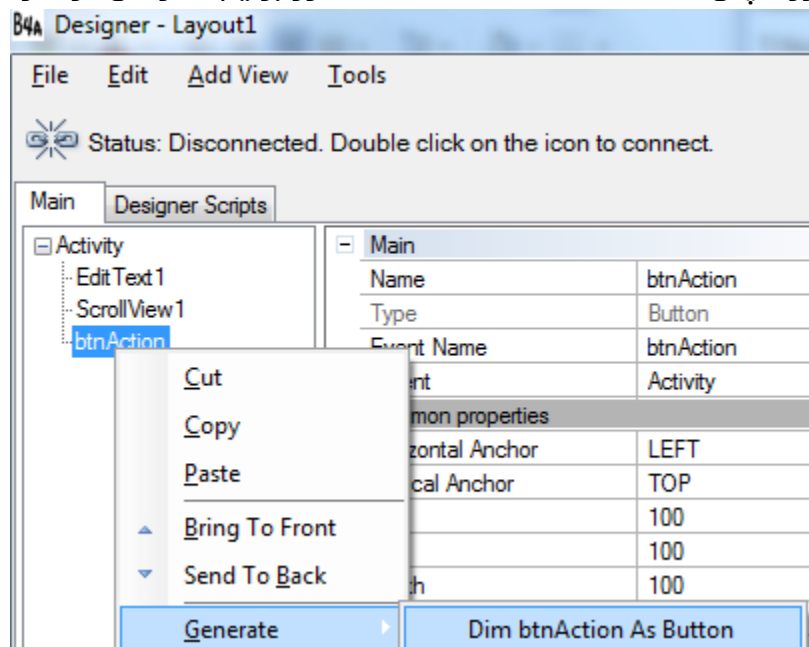 B4A Designer - Layout1
File Edit Add View Tools
Status: Disconnected. Double click on the icon to connect.
Main Designer Scripts
Activity
EditText1
ScrollView1
btnAction
Main
Name btnAction
Type Button
Event Name btnAction
Activity
LEFT
TOP
100
100
100
properties
Anchor
Anchor
Cut
Copy
Paste
Bring To Front
Send To Back
Generate
Dim btnAction As Button